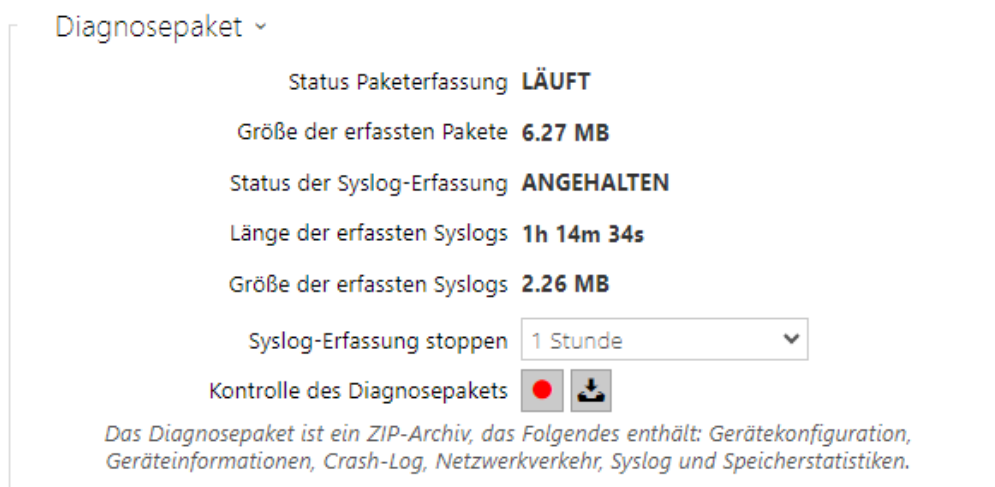 Diagnosepaket
Status Paketerfassung LÄUFT
Größe der erfassten Pakete 6.27 MB
Status der Syslog-Erfassung ANGEHALTEN
Länge der erfassten Syslogs 1h 14m 34s
Größe der erfassten Syslogs 2.26 MB
Syslog-Erfassung stoppen 1 Stunde
Kontrolle des Diagnosepakets
Das Diagnosepaket ist ein ZIP-Archiv, das Folgendes enthält: Gerätekonfiguration,
Geräteinformationen, Crash-Log, Netzwerkverkehr, Syslog und Speicherstatistiken.